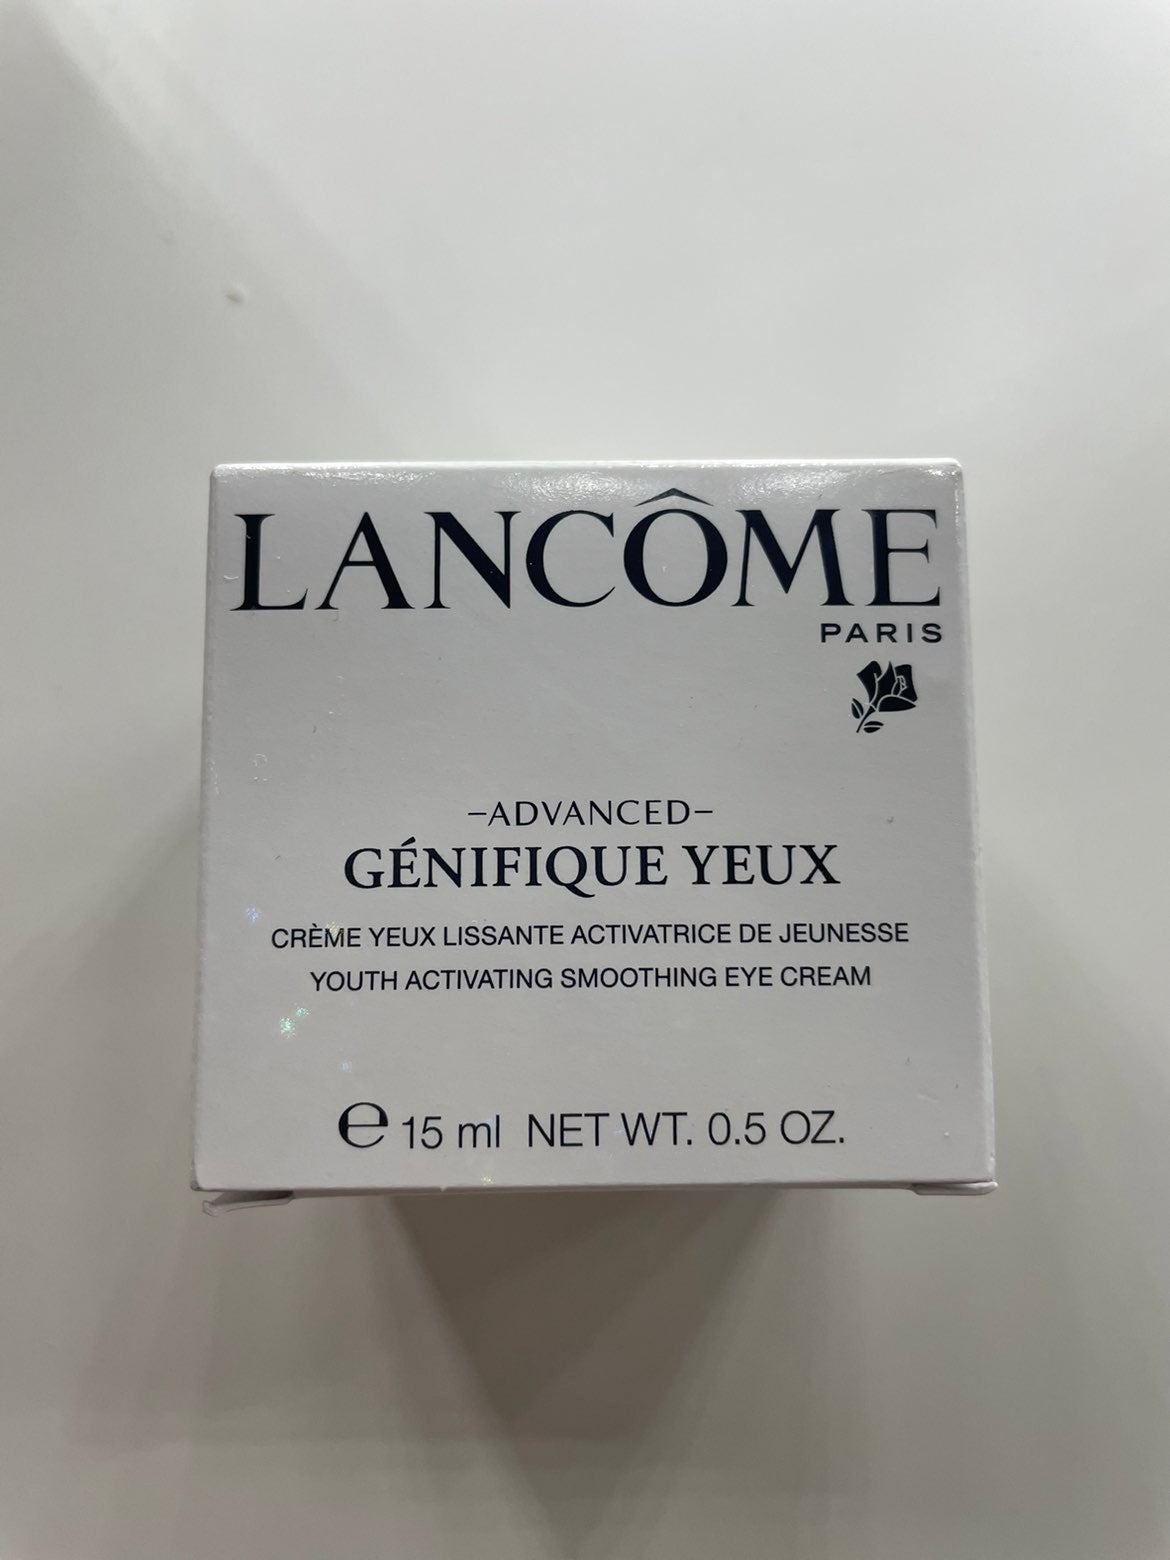 LANCÔME
PARIS
–ADVANCED–
GÉNIFIQUE YEUX
CRÈME YEUX LISSANTE ACTIVATRICE DE JEUNESSE
YOUTH ACTIVATING SMOOTHING EYE CREAM
℮ 15 ml NET WT. 0.5 OZ.